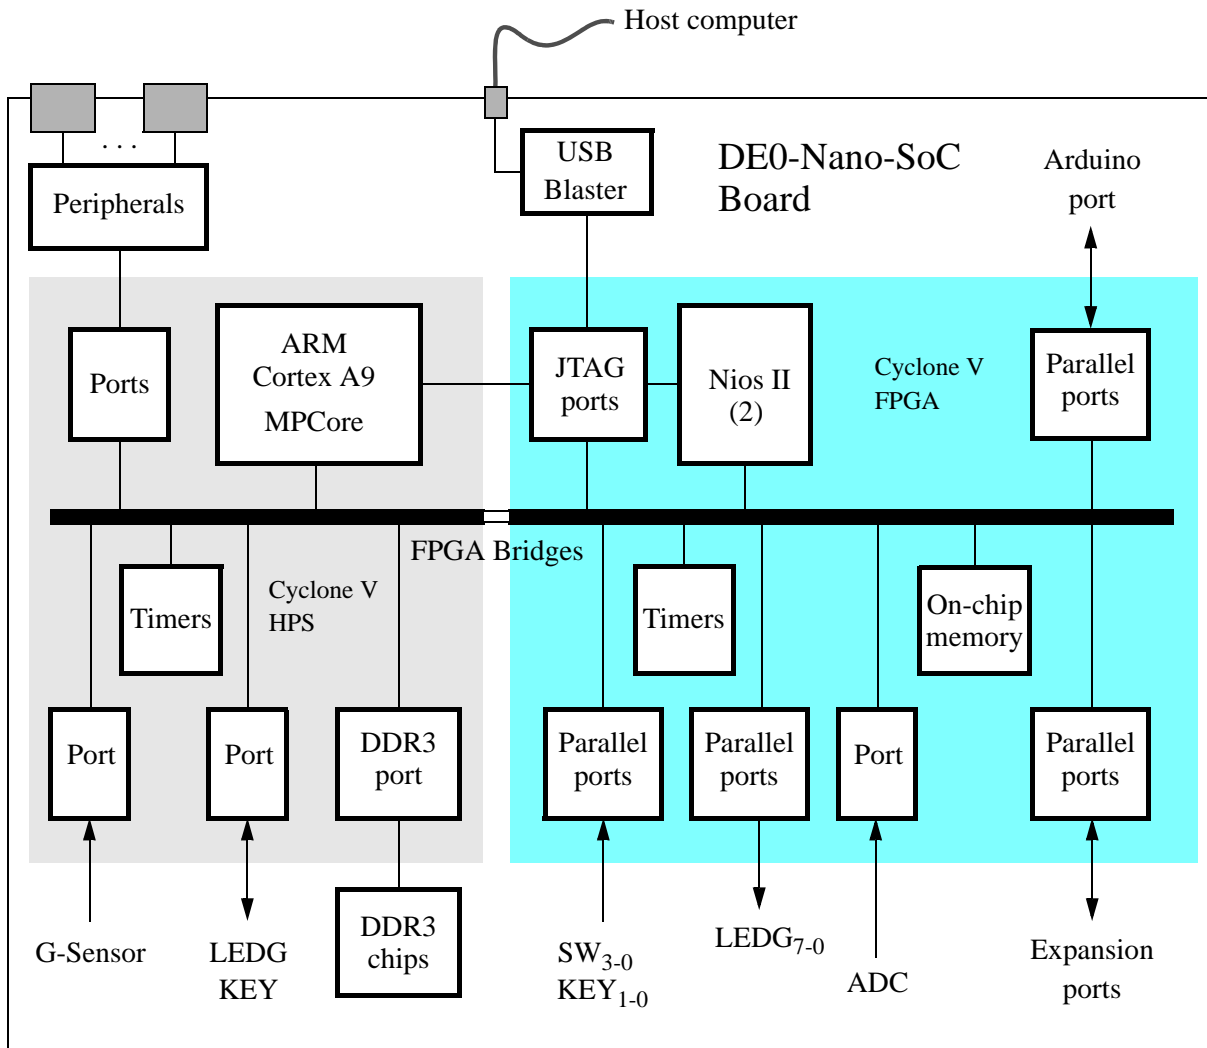 Host computer
. . .
USB
Blaster
DE0-Nano-SoC
Board
Arduino
port
Peripherals
Ports
ARM
Cortex A9
MPCore
JTAG
ports
Nios II
(2)
Cyclone V
FPGA
Parallel
ports
FPGA Bridges
Timers
Cyclone V
HPS
Timers
On-chip
memory
Port
Port
DDR3
port
Parallel
ports
Parallel
ports
Port
Parallel
ports
G-Sensor
LEDG
KEY
DDR3
chips
SW3-0
KEY1-0
LEDG7-0
ADC
Expansion
ports